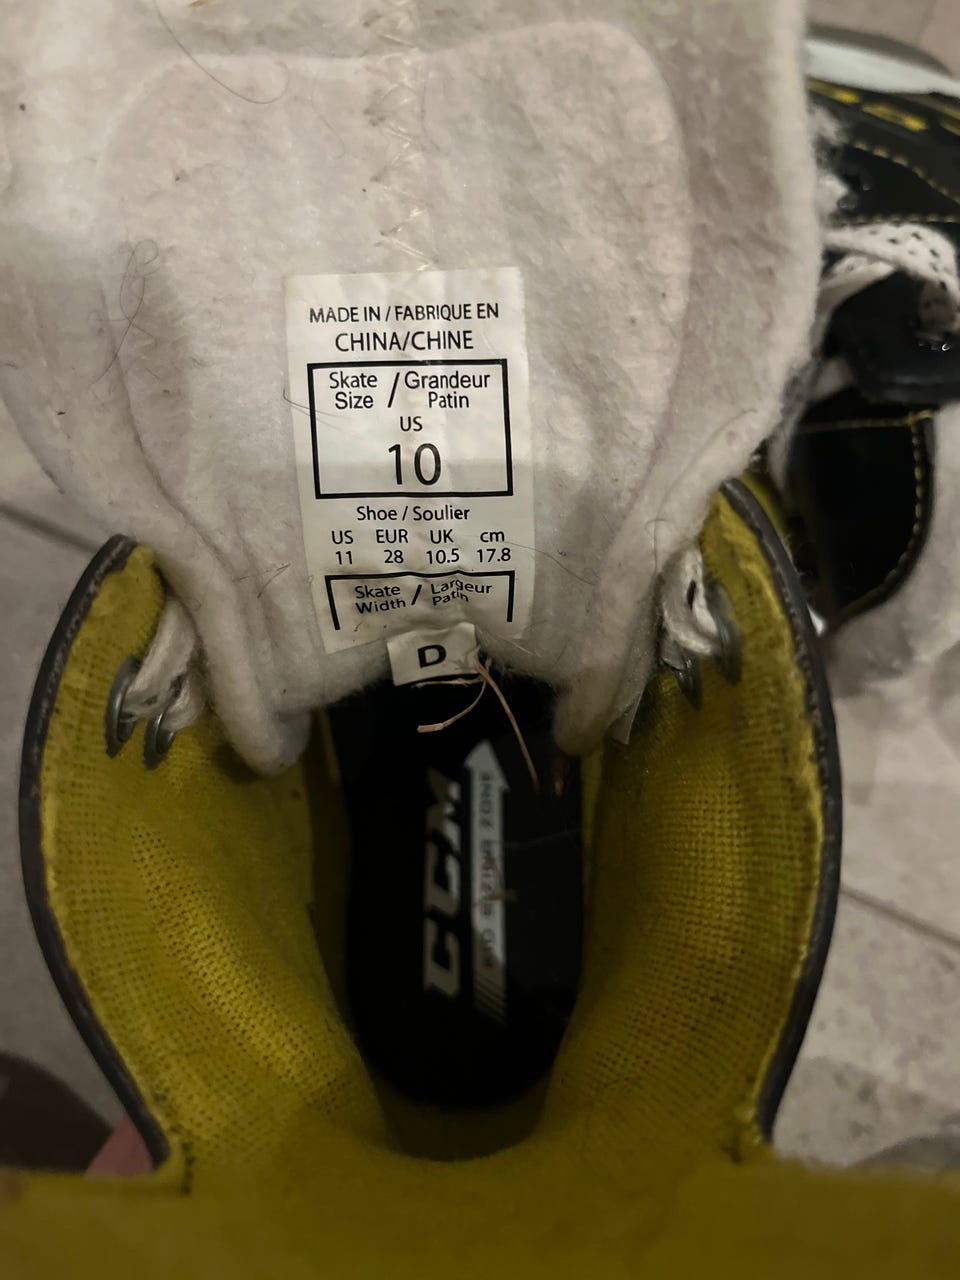 MADE IN / FABRIQUE EN
CHINA/CHINE
Skate Size / Grandeur Patin
US
10
Shoe / Soulier
US EUR UK cm
11 28 10.5 17.8
Skate Width / Largeur Patin
D
CCM